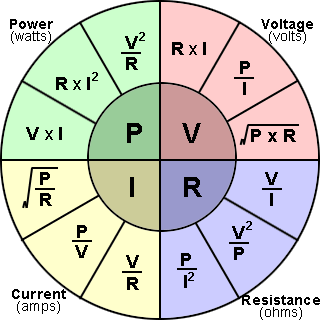 Power
(watts)
Voltage
(volts)
V²
R
R x I
R x I²
P
I
V x I
√P x R
P
V
I
R
√P
R
V
I
P
V
V²
P
V
R
P
I²
Current
(amps)
Resistance
(ohms)